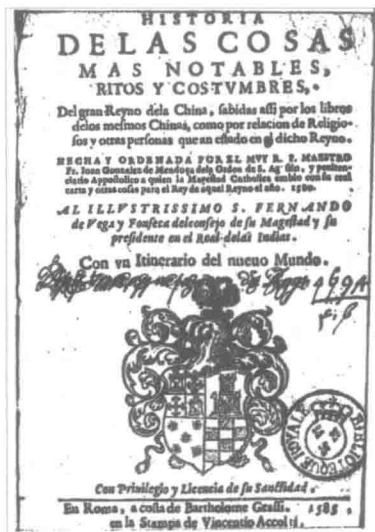 HISTORIA
DE LAS COSAS
MAS NOTABLES,
RITOS Y COSTVMBRES,
Del gran Reyno dela China, sabidas assi por los libros
delos mesmos Chinas, como por relacion de Religio-
sos y otras personas que an estado en el dicho Reyno.
HECHA Y ORDENADA POR EL MVY R. P. MAESTRO
Fr. Ioan Gonzalez de Mendoça dela Orden de S. Agustin, y peniten-
ciario Appostolico a quien la Magestad Catholica embio con su real
carta y otras cosas para el Rey de aquel Reyno el año. 1580.
AL ILLVSTRISSIMO S. FERNANDO
de Vega y Fonseca del consejo de su Magestad y su
presidente en el Real delas Indias.
Con vn Itinerario del nueuo Mundo.
BIBLIOTHEQUE ROYALE
Con Priuilegio y Licencia de su Sanctidad.
En Roma, a costa de Bartholome Grassi. 1585.
en la Stampa de Vincentio Accolti.